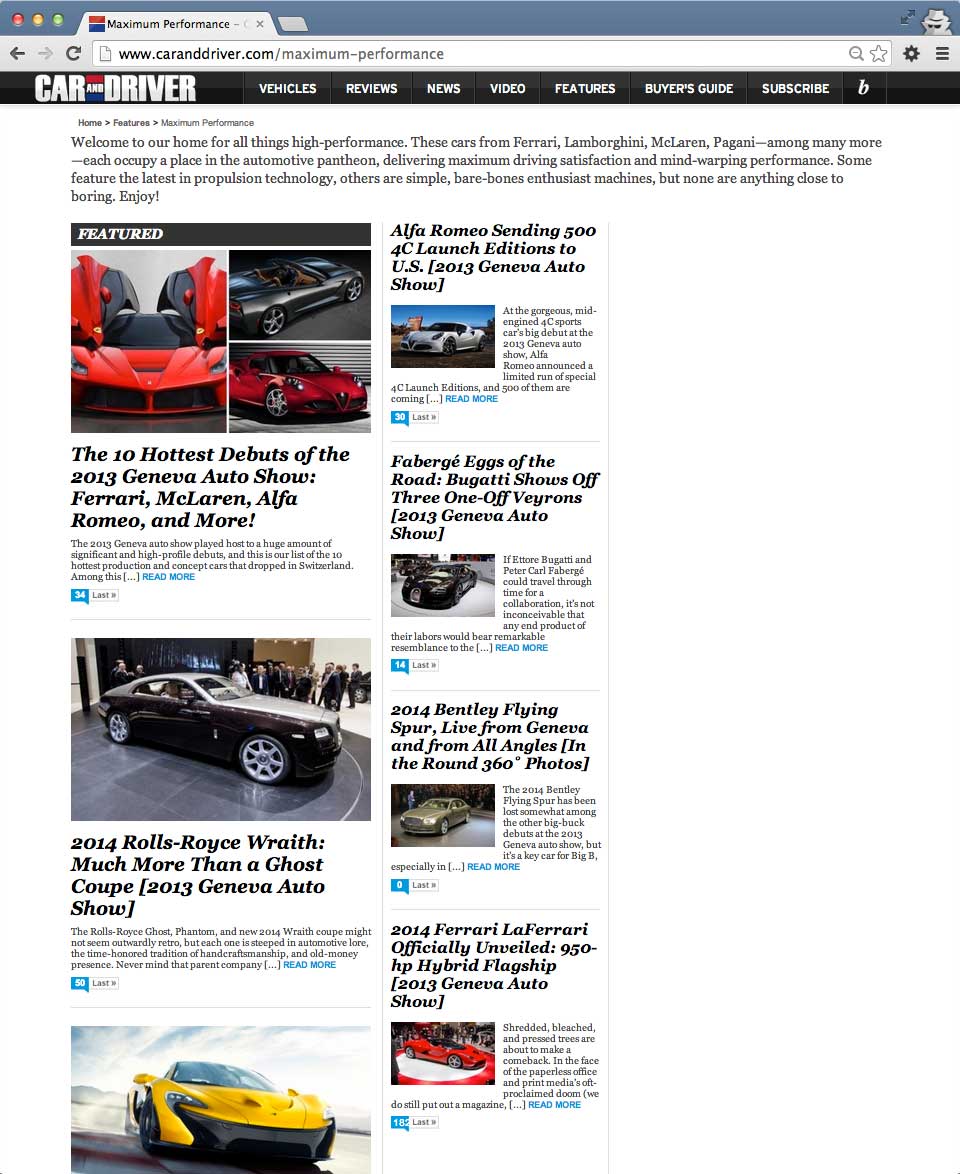 Maximum Performance – C
www.caranddriver.com/maximum-performance
CAR AND DRIVER
VEHICLES REVIEWS NEWS VIDEO FEATURES BUYER'S GUIDE SUBSCRIBE b
Home > Features > Maximum Performance
Welcome to our home for all things high-performance. These cars from Ferrari, Lamborghini, McLaren, Pagani—among many more
—each occupy a place in the automotive pantheon, delivering maximum driving satisfaction and mind-warping performance. Some
feature the latest in propulsion technology, others are simple, bare-bones enthusiast machines, but none are anything close to
boring. Enjoy!
FEATURED
The 10 Hottest Debuts of the
2013 Geneva Auto Show:
Ferrari, McLaren, Alfa
Romeo, and More!
The 2013 Geneva auto show played host to a huge amount of
significant and high-profile debuts, and this is our list of the 10
hottest production and concept cars that dropped in Switzerland.
Among this [...] READ MORE
34 Last »
2014 Rolls-Royce Wraith:
Much More Than a Ghost
Coupe [2013 Geneva Auto
Show]
The Rolls-Royce Ghost, Phantom, and new 2014 Wraith coupe might
not seem outwardly retro, but each one is steeped in automotive lore,
the time-honored tradition of handcraftsmanship, and old-money
presence. Never mind that parent company [...] READ MORE
50 Last »
Alfa Romeo Sending 500
4C Launch Editions to
U.S. [2013 Geneva Auto
Show]
At the gorgeous, mid-
engined 4C sports
car's big debut at the
2013 Geneva auto
show, Alfa
Romeo announced a
limited run of special
4C Launch Editions, and 500 of them are
coming [...] READ MORE
30 Last »
Fabergé Eggs of the
Road: Bugatti Shows Off
Three One-Off Veyrons
[2013 Geneva Auto
Show]
If Ettore Bugatti and
Peter Carl Fabergé
could travel through
time for a
collaboration, it's not
inconceivable that
any end product of
their labors would bear remarkable
resemblance to the [...] READ MORE
14 Last »
2014 Bentley Flying
Spur, Live from Geneva
and from All Angles [In
the Round 360° Photos]
The 2014 Bentley
Flying Spur has been
lost somewhat among
the other big-buck
debuts at the 2013
Geneva auto show, but
it's a key car for Big B,
especially in [...] READ MORE
0 Last »
2014 Ferrari LaFerrari
Officially Unveiled: 950-
hp Hybrid Flagship
[2013 Geneva Auto
Show]
Shredded, bleached,
and pressed trees are
about to make a
comeback. In the face
of the paperless office
and print media's oft-
proclaimed doom (we
do still put out a magazine, [...] READ MORE
182 Last »